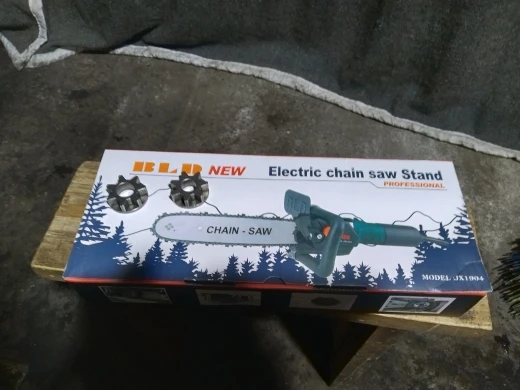 BLD NEW
Electric chain saw Stand
PROFESSIONAL
CHAIN - SAW
MODEL: JX1904